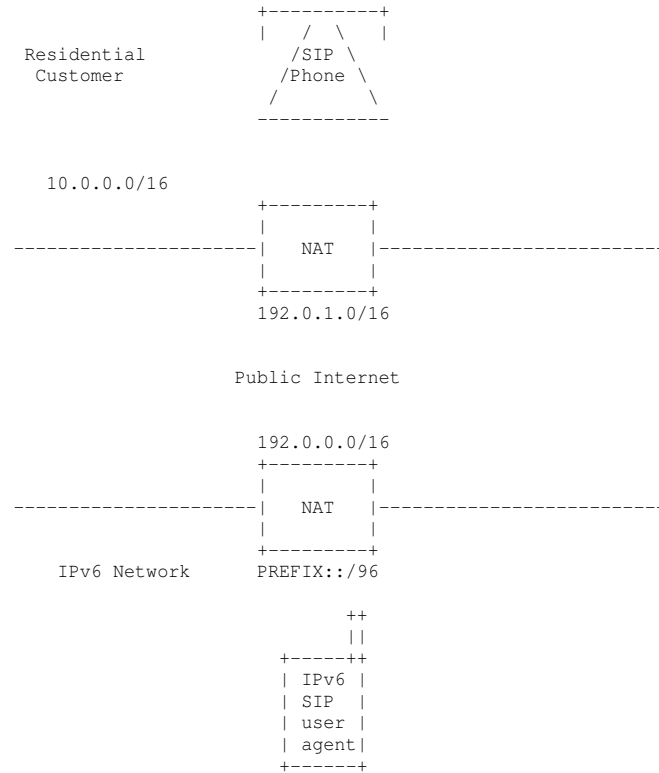 /SIP \
Residential
/Phone \
Customer
10.0.0.0/16
NAT
192.0.1.0/16
Public Internet
192.0.0.0/16
NAT
IPv6 Network PREFIX::/96
IPv6
SIP
user
agent